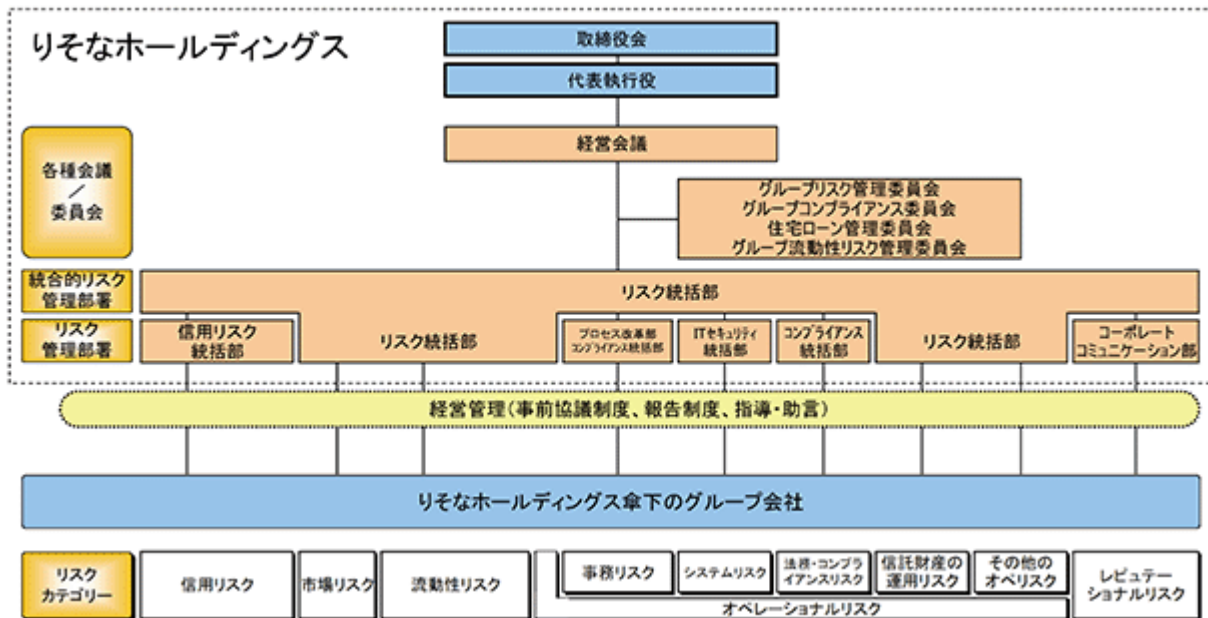 りそなホールディングス
取締役会
代表執行役
経営会議
各種会議
／
委員会
グループリスク管理委員会
グループコンプライアンス委員会
住宅ローン管理委員会
グループ流動性リスク管理委員会
統合的リスク
管理部署
リスク統括部
リスク
管理部署
信用リスク
統括部
リスク統括部
プロセス改革部
コンプライアンス統括部
ITセキュリティ
統括部
コンプライアンス
統括部
リスク統括部
コーポレート
コミュニケーション部
経営管理(事前協議制度、報告制度、指導・助言)
りそなホールディングス傘下のグループ会社
リスク
カテゴリー
信用リスク
市場リスク
流動性リスク
事務リスク
システムリスク
法務・コンプラ
イアンスリスク
信託財産の
運用リスク
その他の
オペリスク
オペレーショナルリスク
レピュテー
ショナルリスク